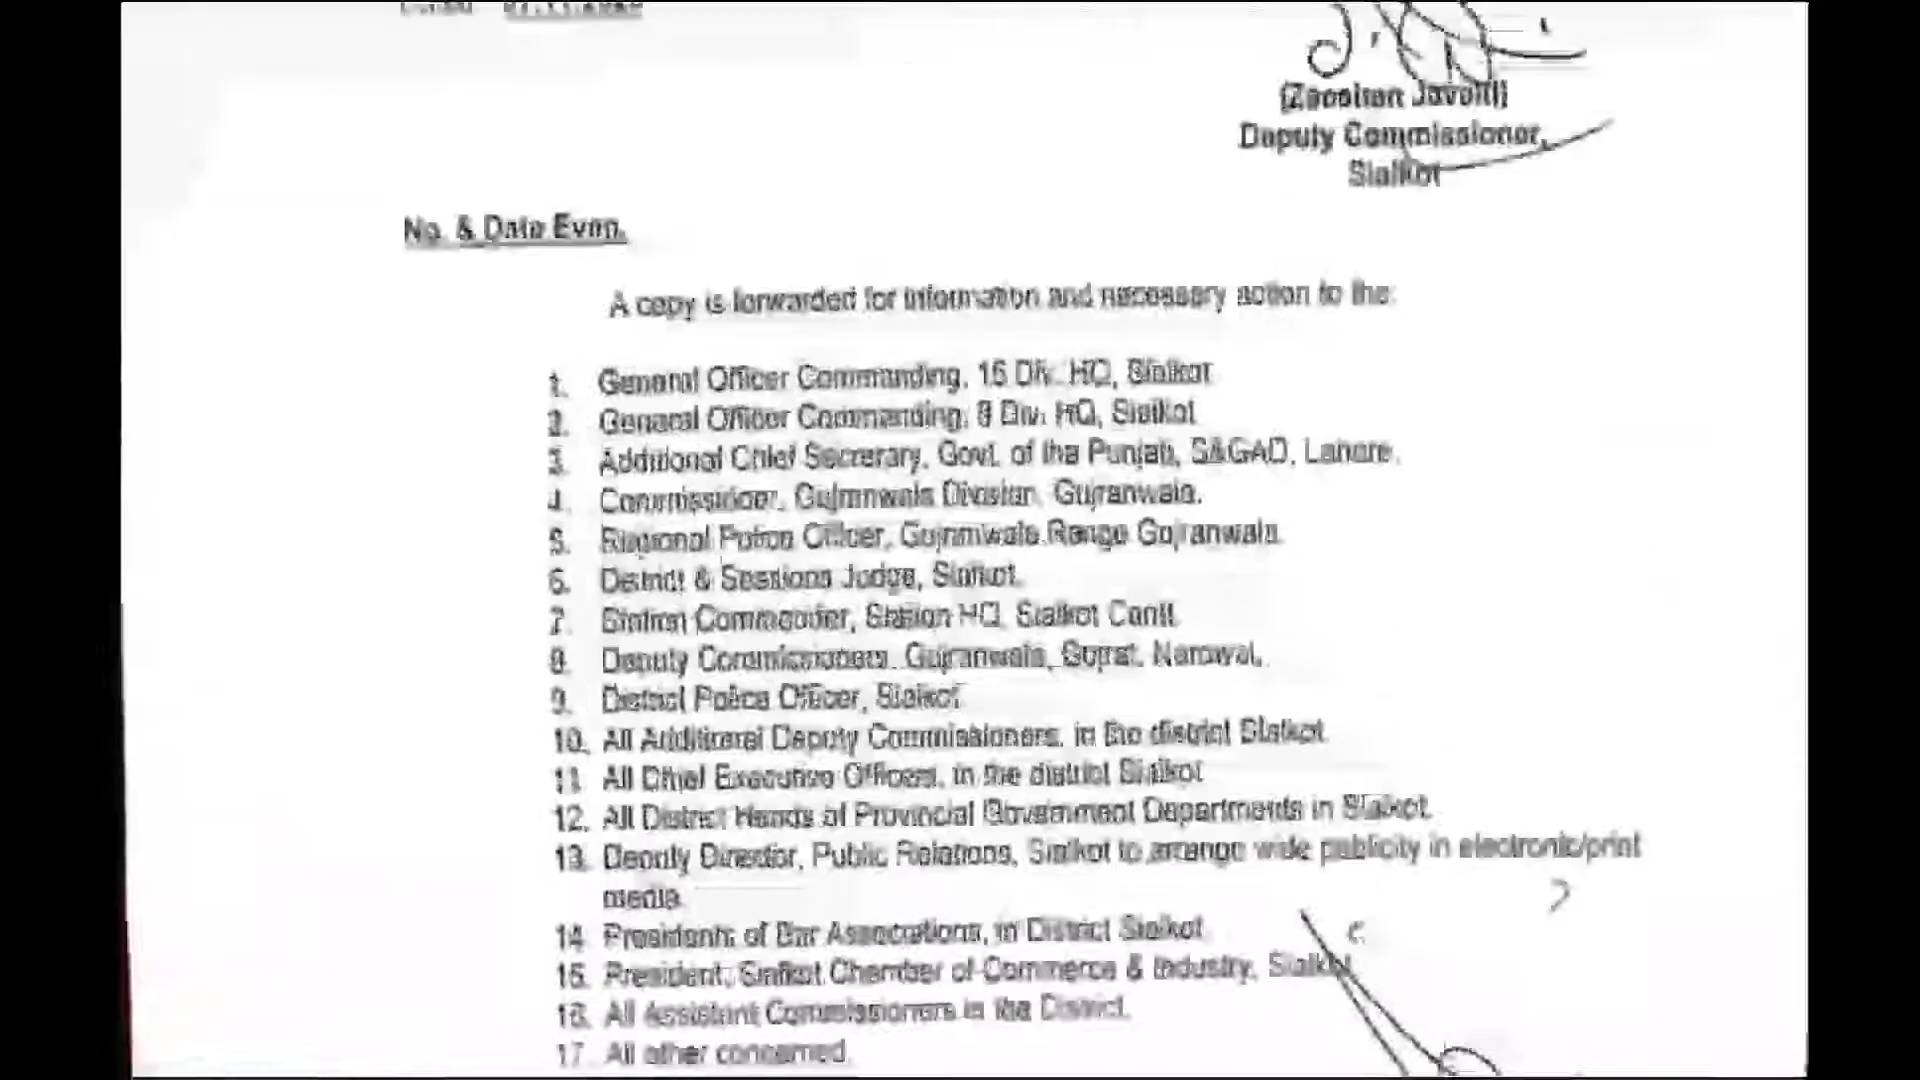 Deputy Commissioner,
Sialkot
No. & Date Even.
A copy is forwarded for information and necessary action to the:
1. General Officer Commanding, 15 Div. HQ, Sialkot
2. General Officer Commanding, 8 Div. HQ, Sialkot
3. Additional Chief Secretary, Govt. of the Punjab, S&GAD, Lahore.
4. Commissioner, Gujranwala Division, Gujranwala.
5. Regional Police Officer, Gujranwala Range Gujranwala.
6. District & Sessions Judge, Sialkot.
7. Station Commander, Station HQ, Sialkot Cantt.
8. Deputy Commissioners, Gujranwala, Gujrat, Narowal.
9. District Police Officer, Sialkot.
10. All Additional Deputy Commissioners, in the district Sialkot.
11. All Chief Executive Officers, in the district Sialkot
12. All District Heads of Provincial Government Departments in Sialkot.
13. Deputy Director, Public Relations, Sialkot to arrange wide publicity in electronic/print
media.
14. Presidents of Bar Associations, in District Sialkot.
15. President, Sialkot Chamber of Commerce & Industry, Sialkot
16. All Assistant Commissioners in the District.
17. All other concerned.